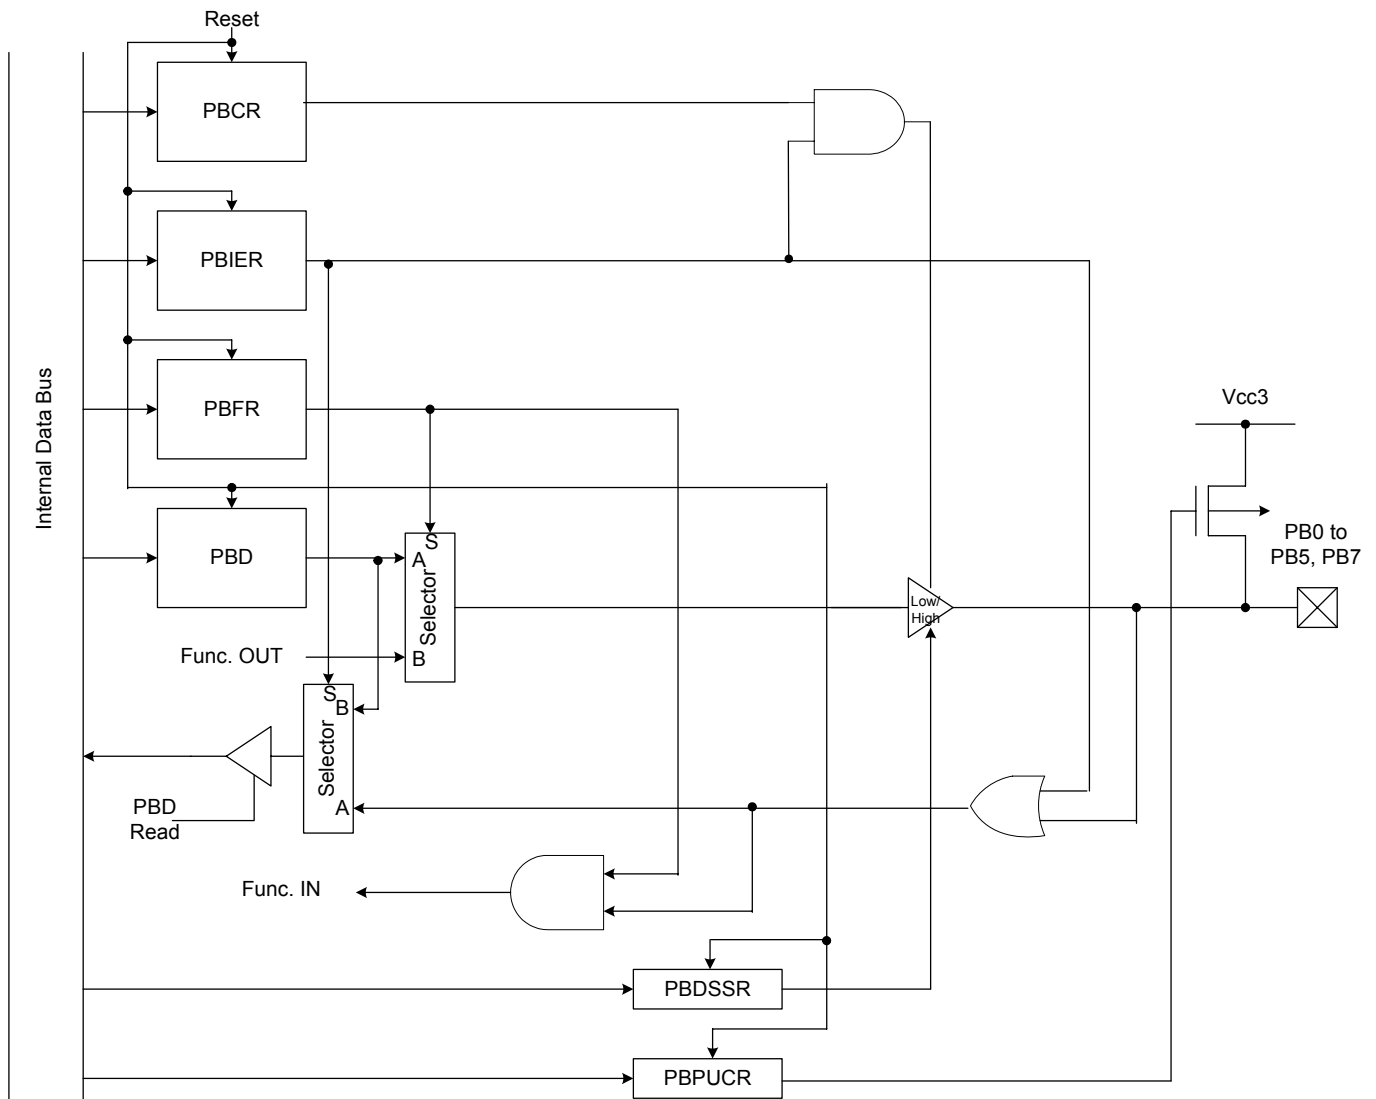 Reset
PBCR
PBIER
PBFR
Internal Data Bus
Vcc3
PBD
S
A
Selector
B
PB0 to
PB5, PB7
Low/
High
Func. OUT
S
B
Selector
A
PBD
Read
Func. IN
PBDSSR
PBPUCR